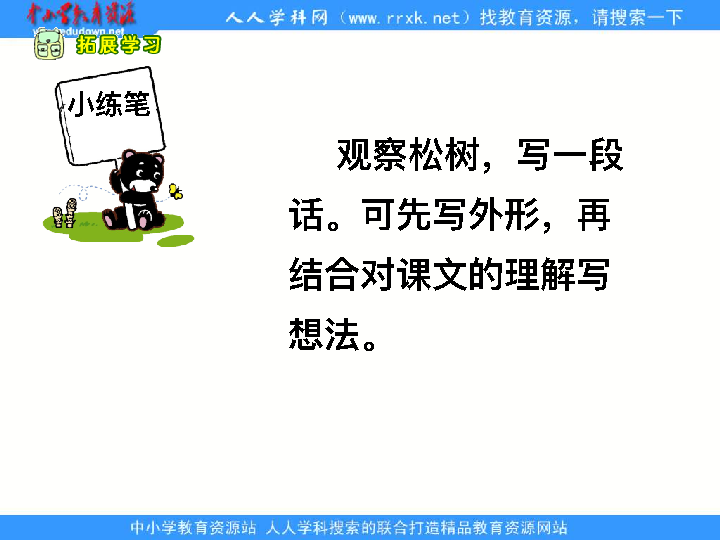 中小学教育资源
人人学科网（www.rrxk.net）找教育资源，请搜索一下
拓展学习
小练笔
观察松树，写一段
话。可先写外形，再
结合对课文的理解写
想法。
中小学教育资源站 人人学科搜索的联合打造精品教育资源网站